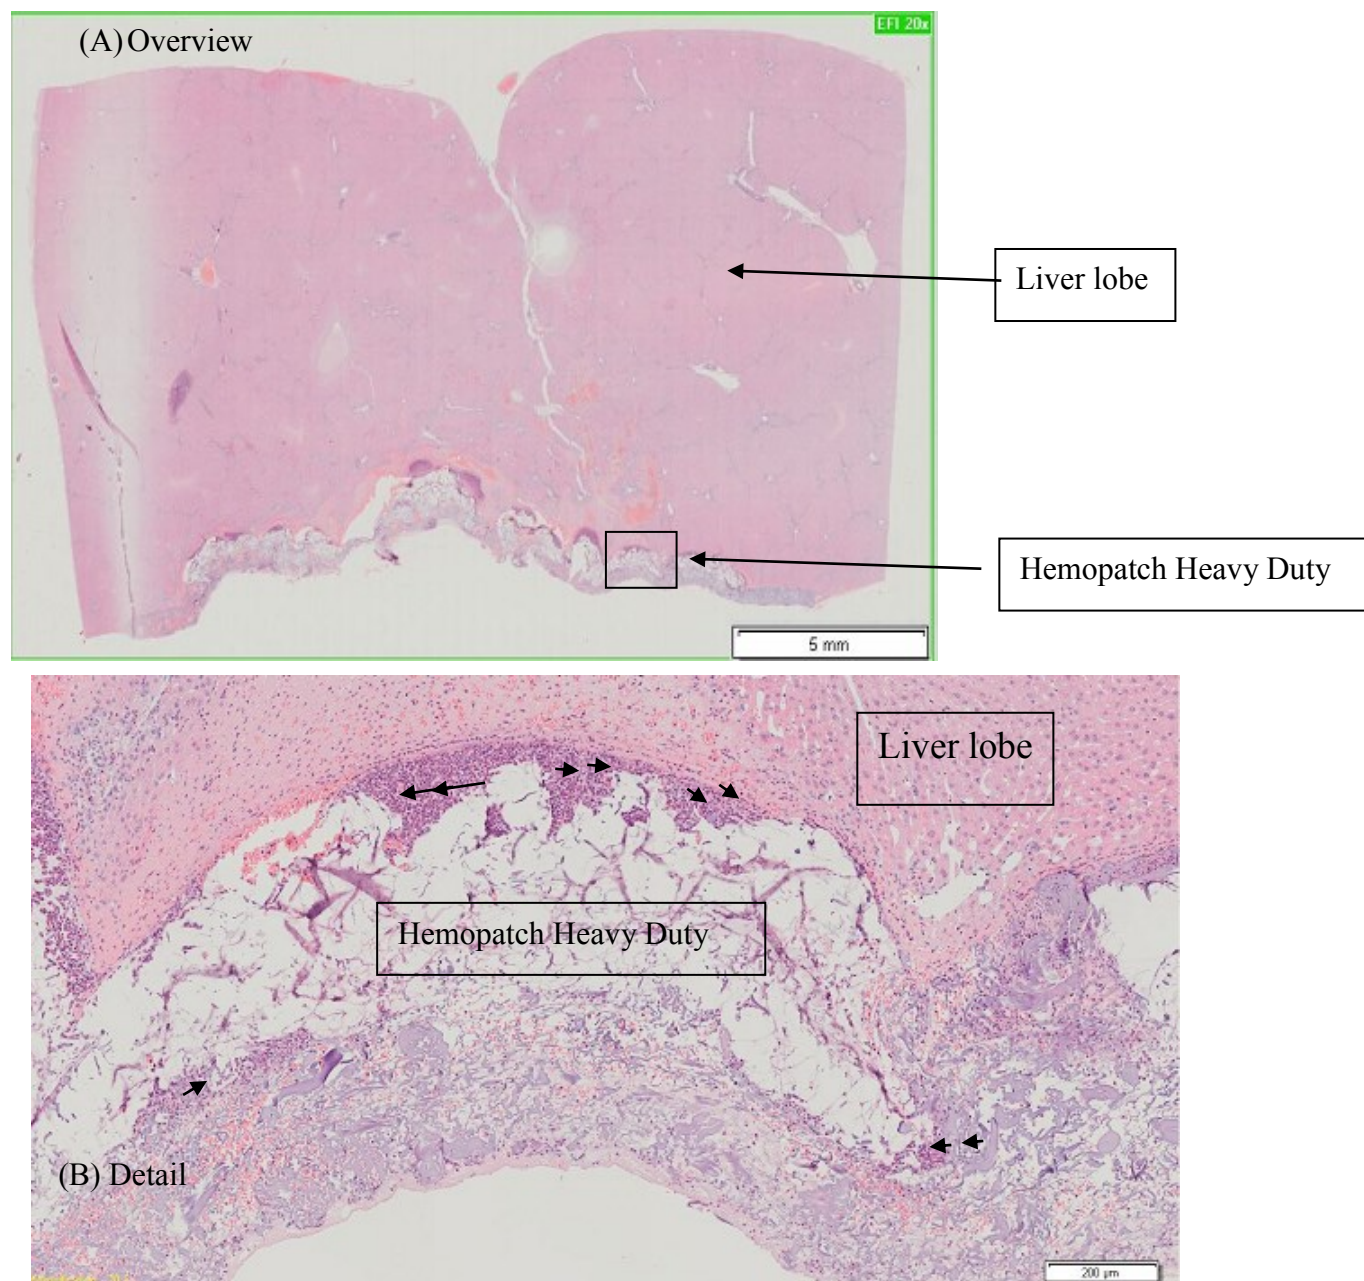 (A) Overview
EFI 20x
Liver lobe
Hemopatch Heavy Duty
5 mm
Liver lobe
Hemopatch Heavy Duty
(B) Detail
200 µm